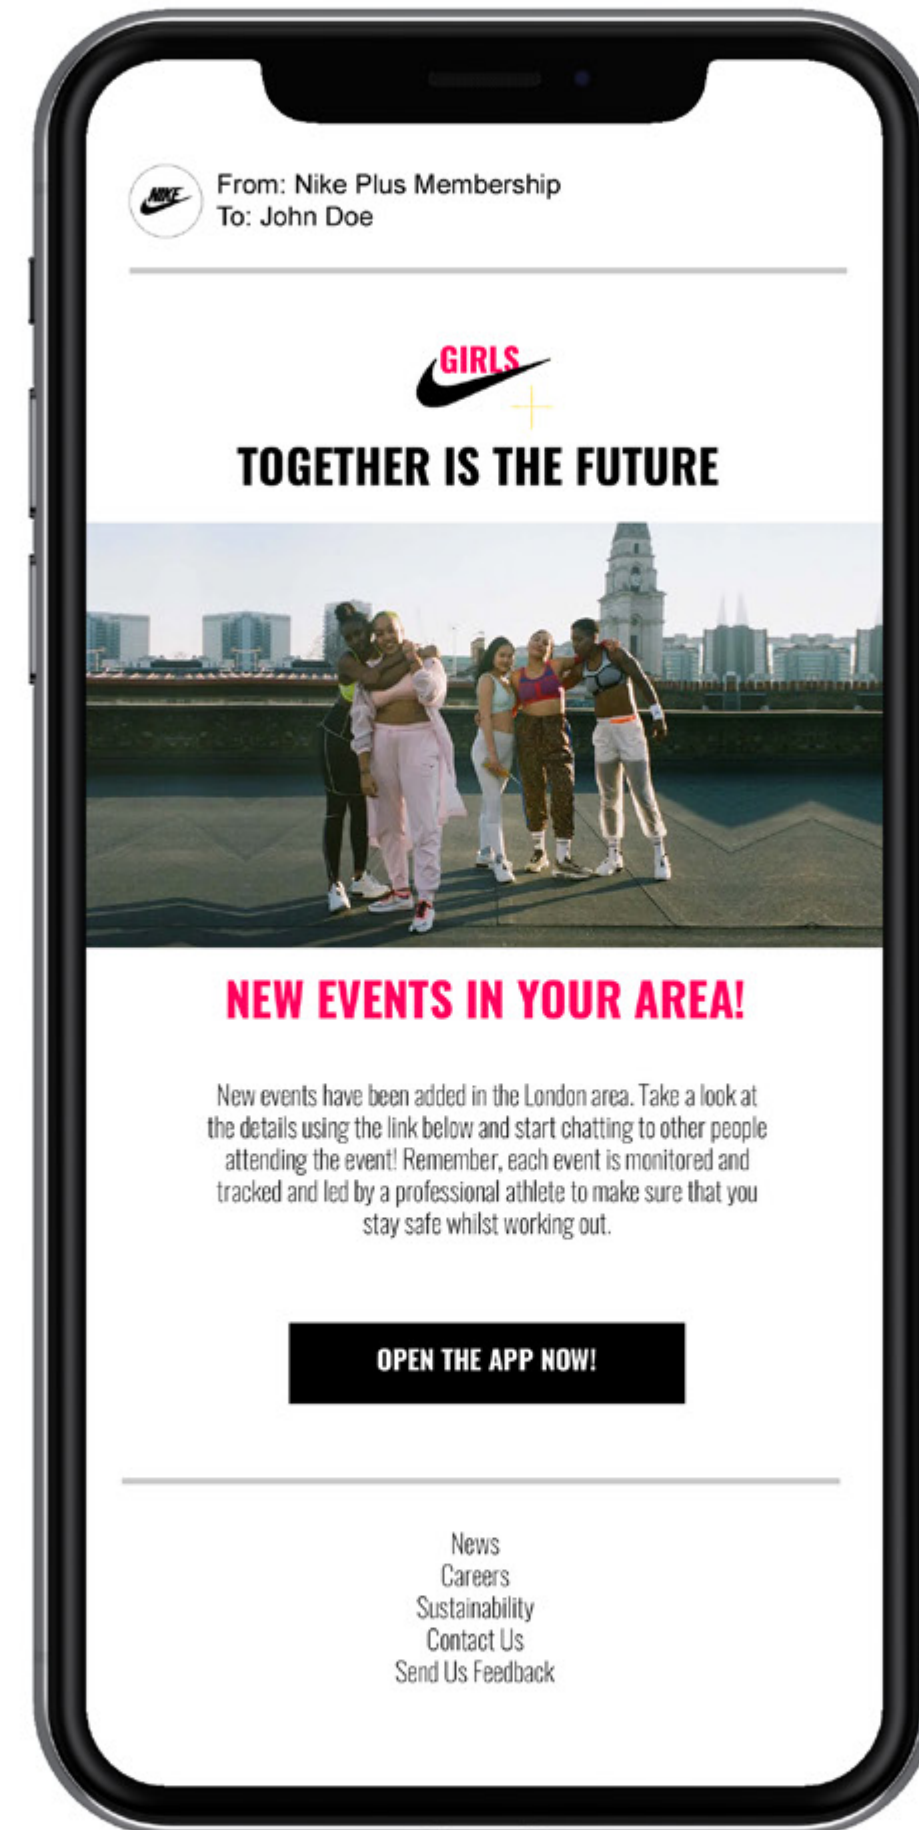 NIKE
From: Nike Plus Membership
To: John Doe
GIRLS
TOGETHER IS THE FUTURE
NEW EVENTS IN YOUR AREA!
New events have been added in the London area. Take a look at
the details using the link below and start chatting to other people
attending the event! Remember, each event is monitored and
tracked and led by a professional athlete to make sure that you
stay safe whilst working out.
OPEN THE APP NOW!
News
Careers
Sustainability
Contact Us
Send Us Feedback